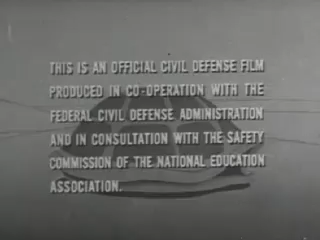 THIS IS AN OFFICIAL CIVIL DEFENSE FILM
PRODUCED IN CO-OPERATION WITH THE
FEDERAL CIVIL DEFENSE ADMINISTRATION
AND IN CONSULTATION WITH THE SAFETY
COMMISSION OF THE NATIONAL EDUCATION
ASSOCIATION.